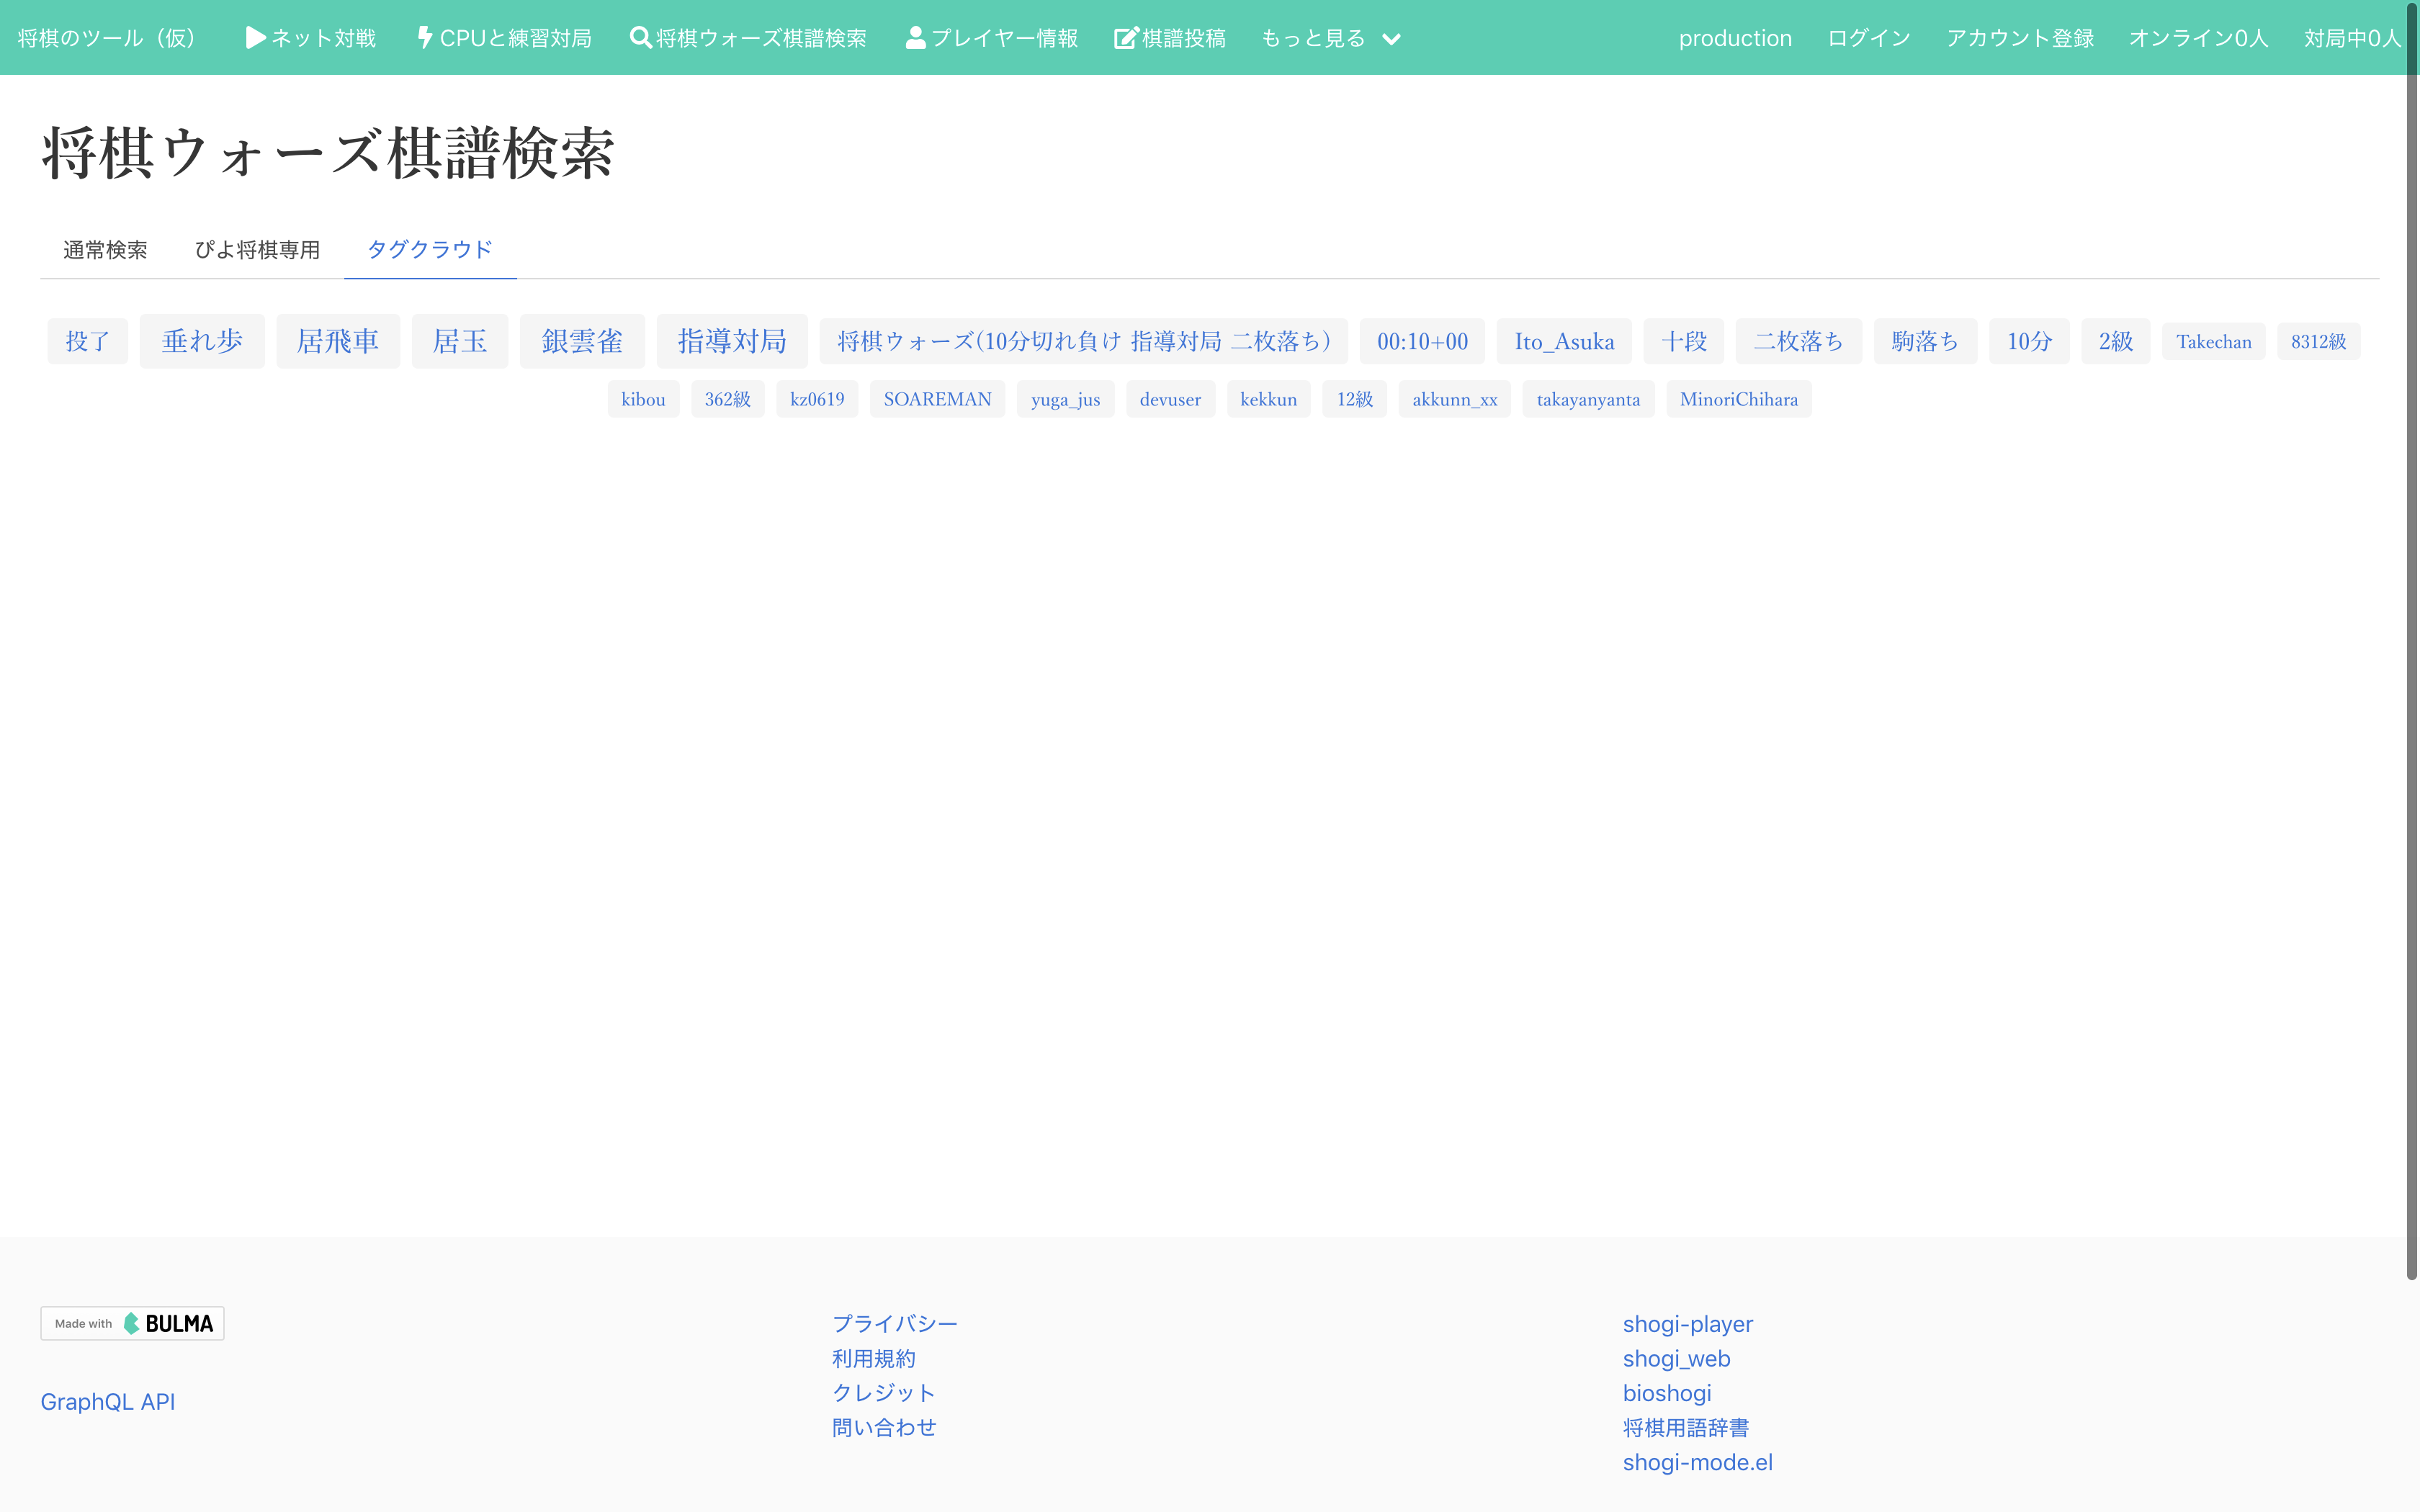 将棋のツール（仮） ネット対戦 CPUと練習対局 将棋ウォーズ棋譜検索 プレイヤー情報 棋譜投稿 もっと見る production ログイン アカウント登録 オンライン0人 対局中0人
将棋ウォーズ棋譜検索
通常検索 ぴよ将棋専用 タグクラウド
投了 垂れ歩 居飛車 居玉 銀雲雀 指導対局 将棋ウォーズ(10分切れ負け 指導対局 二枚落ち) 00:10+00 Ito_Asuka 十段 二枚落ち 駒落ち 10分 2級 Takechan 8312級
kibou 362級 kz0619 SOAREMAN yuga_jus devuser kekkun 12級 akkunn_xx takayanyanta MinoriChihara
Made with BULMA
GraphQL API
プライバシー
利用規約
クレジット
問い合わせ
shogi-player
shogi_web
bioshogi
将棋用語辞書
shogi-mode.el